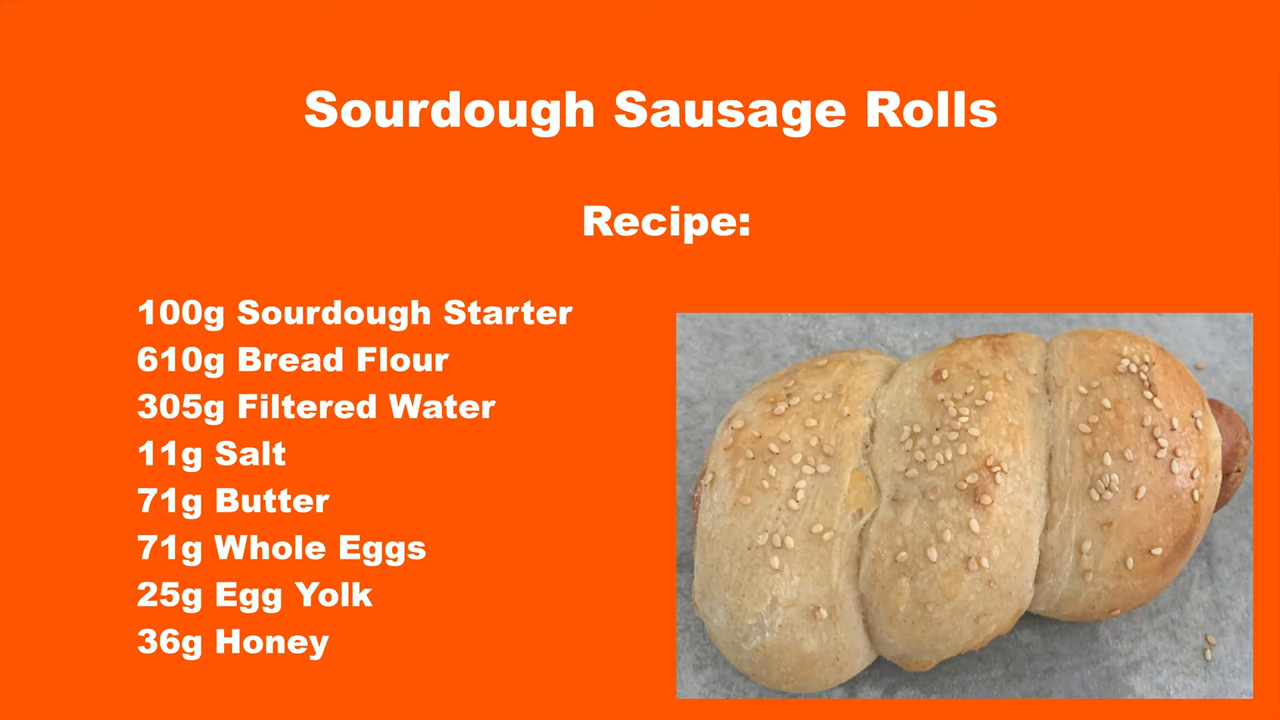 Sourdough Sausage Rolls
Recipe:
100g Sourdough Starter
610g Bread Flour
305g Filtered Water
11g Salt
71g Butter
71g Whole Eggs
25g Egg Yolk
36g Honey